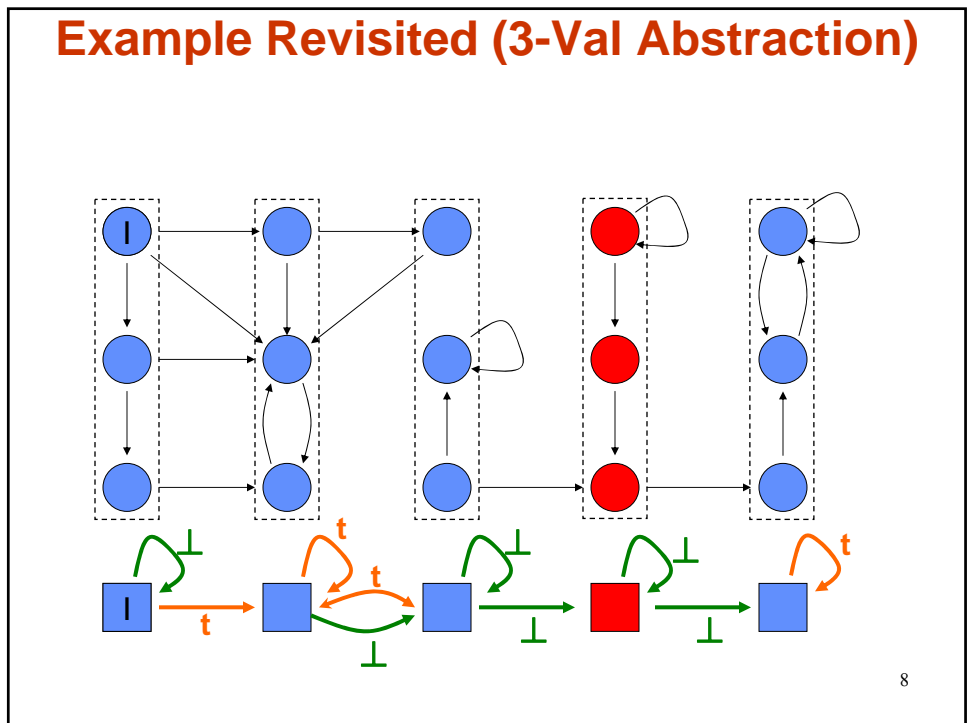 Example Revisited (3-Val Abstraction)
I
⊥ t ⊥ ⊥ t
t
I
t ⊥ ⊥
⊥
8